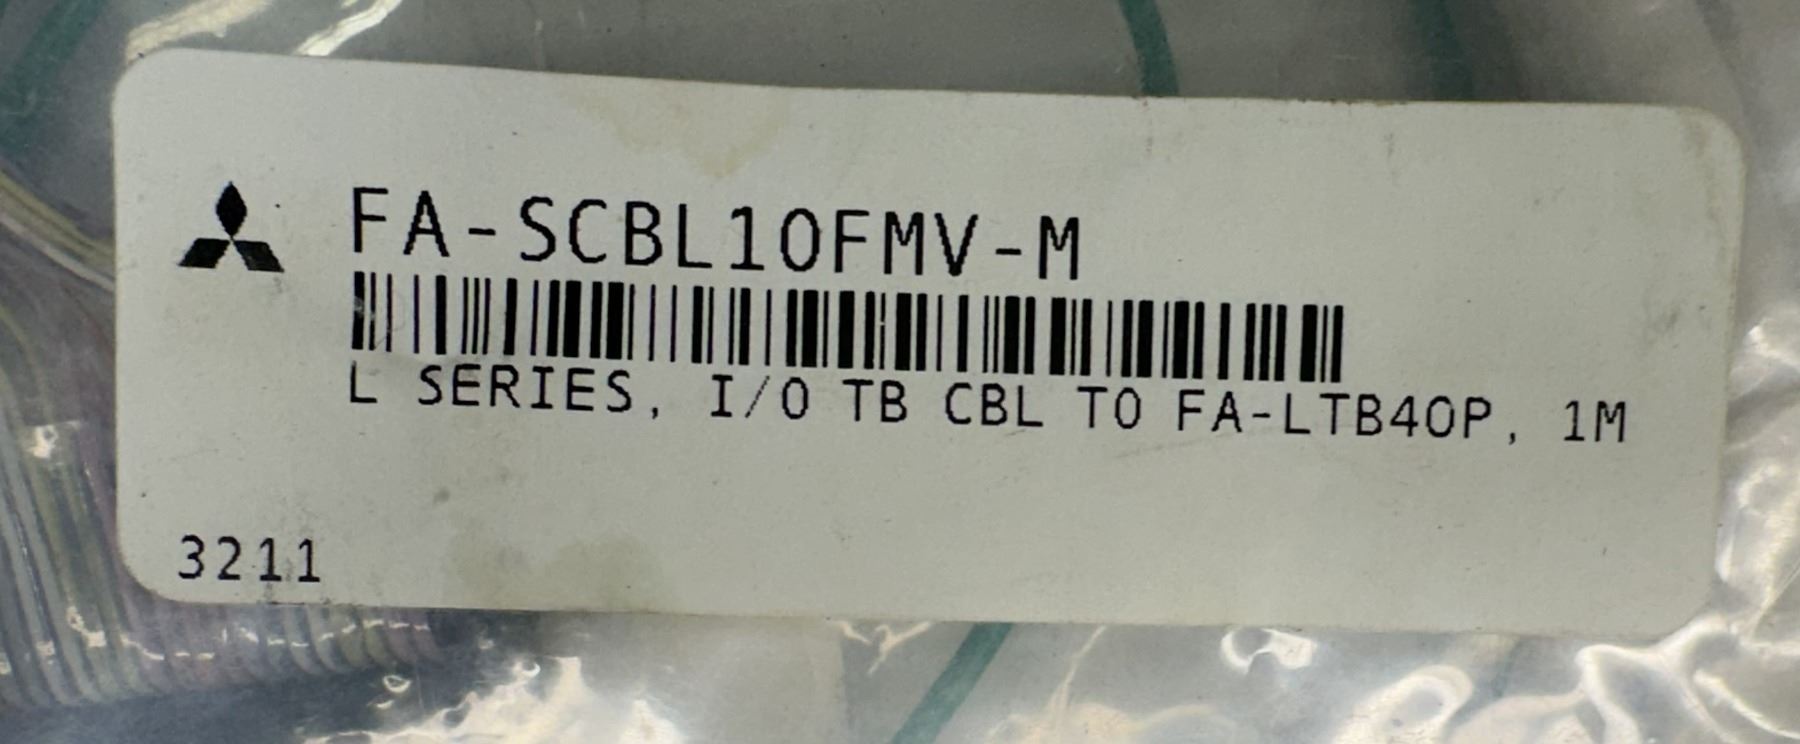 FA-SCBL10FMV-M
L SERIES, I/O TB CBL TO FA-LTB40P, 1M
3211